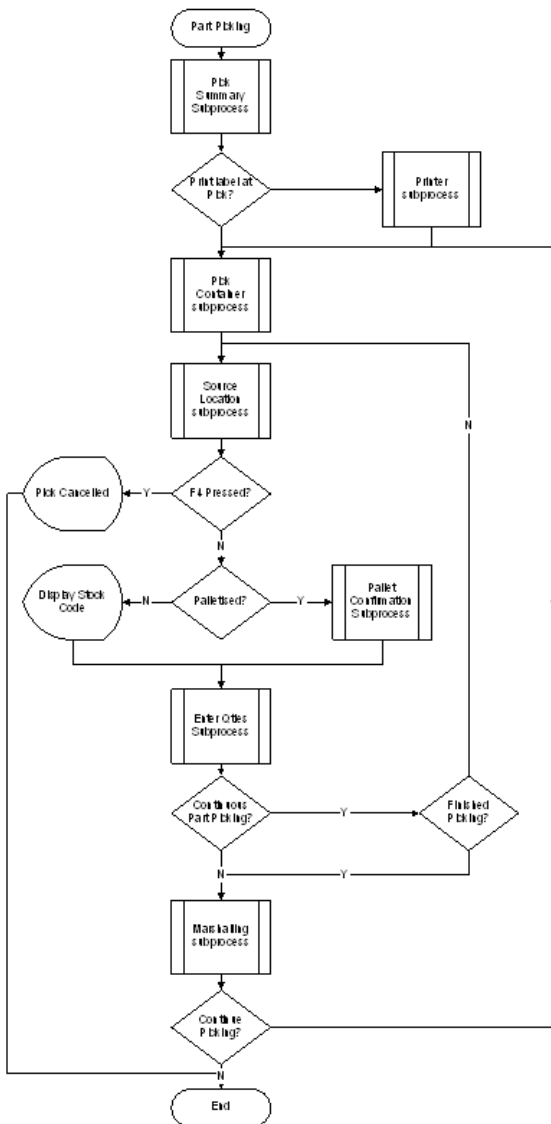 Part Picking
Pick
Summary
Subprocess
Print label at
Pick?
Printer
subprocess
Pick
Container
subprocess
Source
Location
subprocess
N
Pick Cancelled
Y
F4 Pressed?
N
Display Stock
Code
N
Palletised?
Y
Pallet
Confirmation
Subprocess
Enter Qties
Subprocess
Continuous
Part Picking?
Y
Finished
Picking?
N
Y
Marshalling
subprocess
Continue
Picking?
N
End